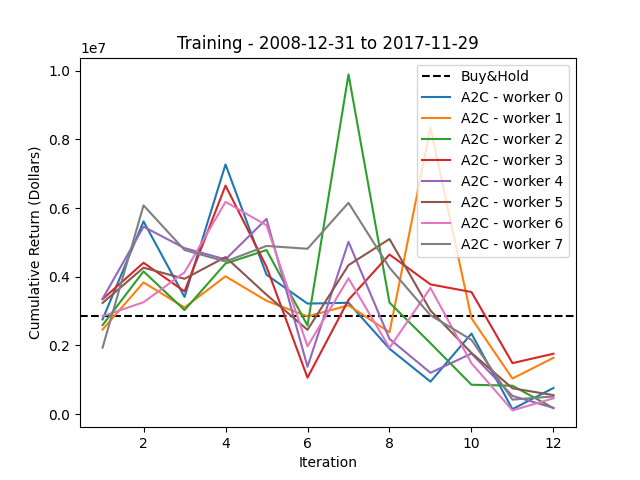 Training - 2008-12-31 to 2017-11-29
1e7
1.0
0.8
0.6
0.4
0.2
0.0
Cumulative Return (Dollars)
Buy&Hold
A2C - worker 0
A2C - worker 1
A2C - worker 2
A2C - worker 3
A2C - worker 4
A2C - worker 5
A2C - worker 6
A2C - worker 7
2 4 6 8 10 12
Iteration